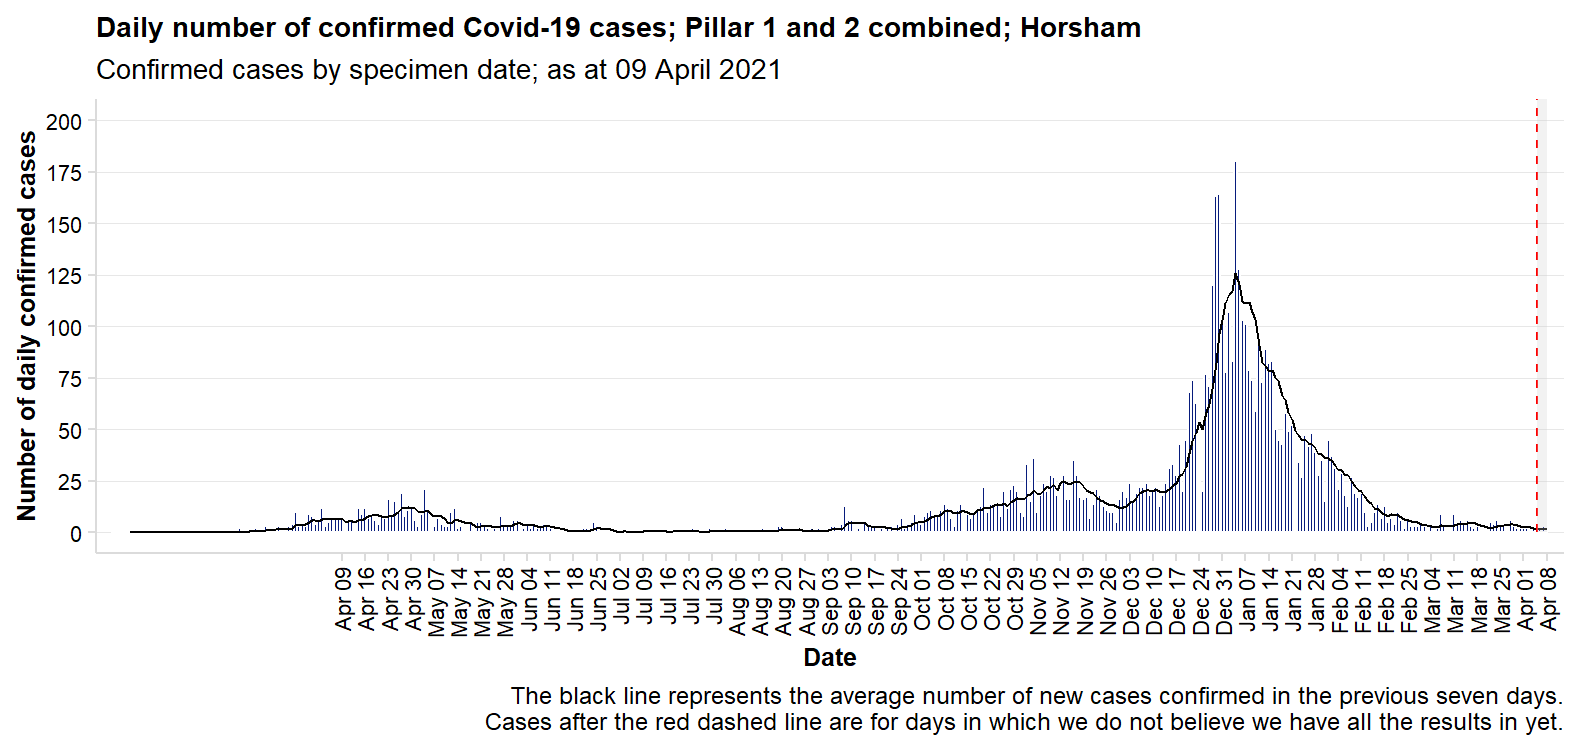 Daily number of confirmed Covid-19 cases; Pillar 1 and 2 combined; Horsham
Confirmed cases by specimen date; as at 09 April 2021
Number of daily confirmed cases
200
175
150
125
100
75
50
25
0
Apr 09
Apr 16
Apr 23
Apr 30
May 07
May 14
May 21
May 28
Jun 04
Jun 11
Jun 18
Jun 25
Jul 02
Jul 09
Jul 16
Jul 23
Jul 30
Aug 06
Aug 13
Aug 20
Aug 27
Sep 03
Sep 10
Sep 17
Sep 24
Oct 01
Oct 08
Oct 15
Oct 22
Oct 29
Nov 05
Nov 12
Nov 19
Nov 26
Dec 03
Dec 10
Dec 17
Dec 24
Dec 31
Jan 07
Jan 14
Jan 21
Jan 28
Feb 04
Feb 11
Feb 18
Feb 25
Mar 04
Mar 11
Mar 18
Mar 25
Apr 01
Apr 08
Date
The black line represents the average number of new cases confirmed in the previous seven days.
Cases after the red dashed line are for days in which we do not believe we have all the results in yet.